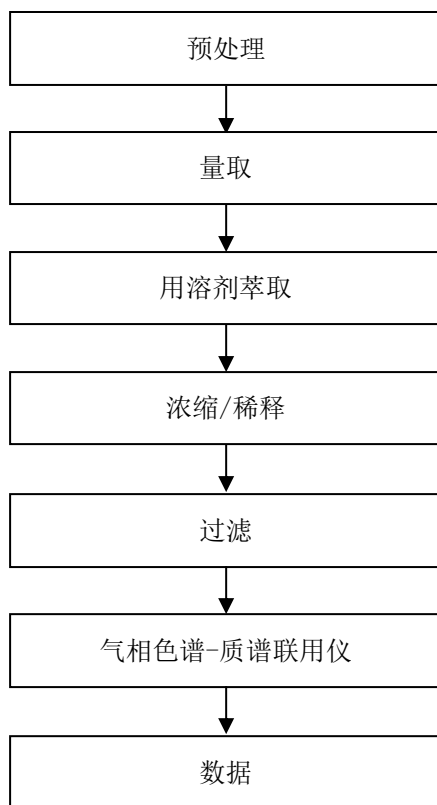 预处理
量取
用溶剂萃取
浓缩/稀释
过滤
气相色谱-质谱联用仪
数据